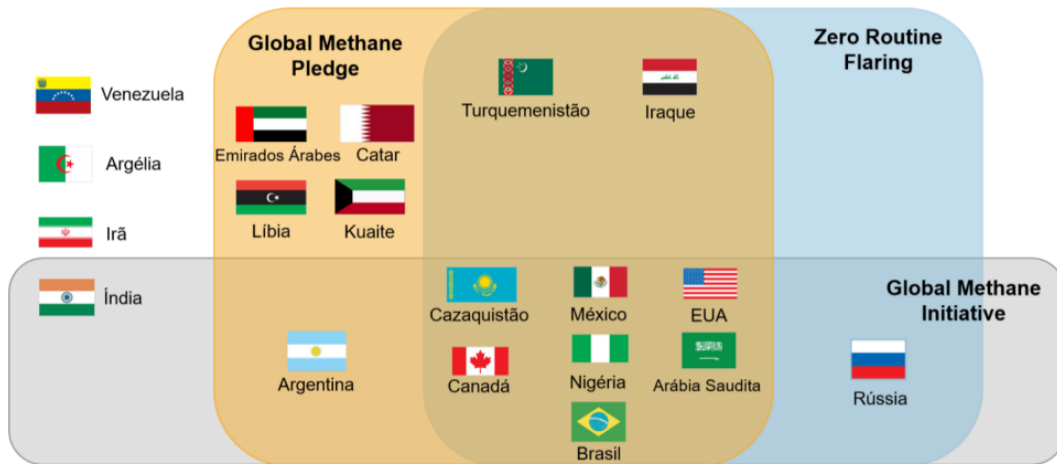 Global Methane
Pledge
Zero Routine
Flaring
Venezuela
Turquemenistão
Iraque
Emirados Árabes
Catar
Argélia
Líbia
Kuaite
Irã
Índia
Global Methane
Initiative
Cazaquistão
México
EUA
Argentina
Canadá
Nigéria
Arábia Saudita
Rússia
Brasil